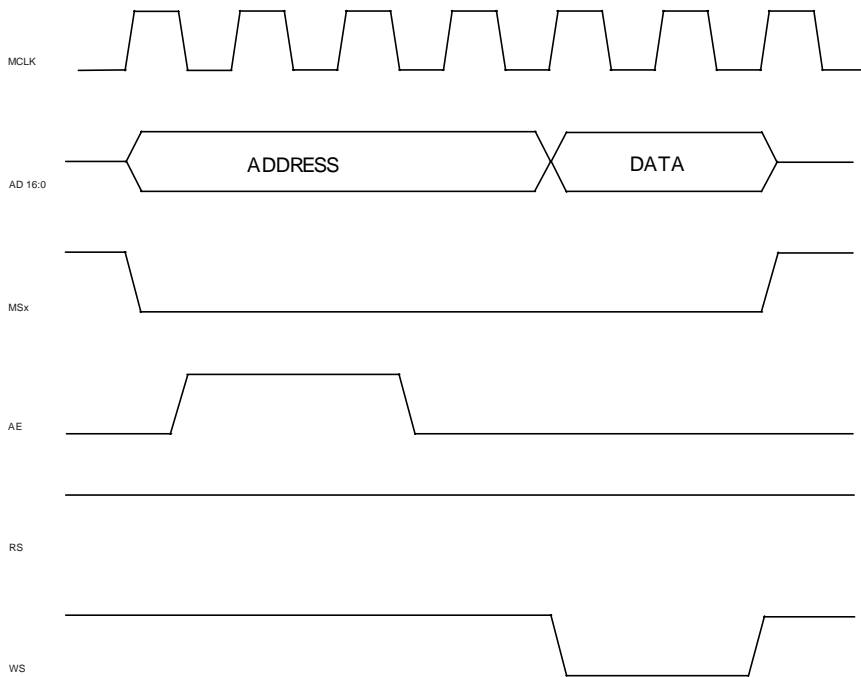 MCLK
AD 16:0
ADDRESS
DATA
MSx
AE
RS
WS